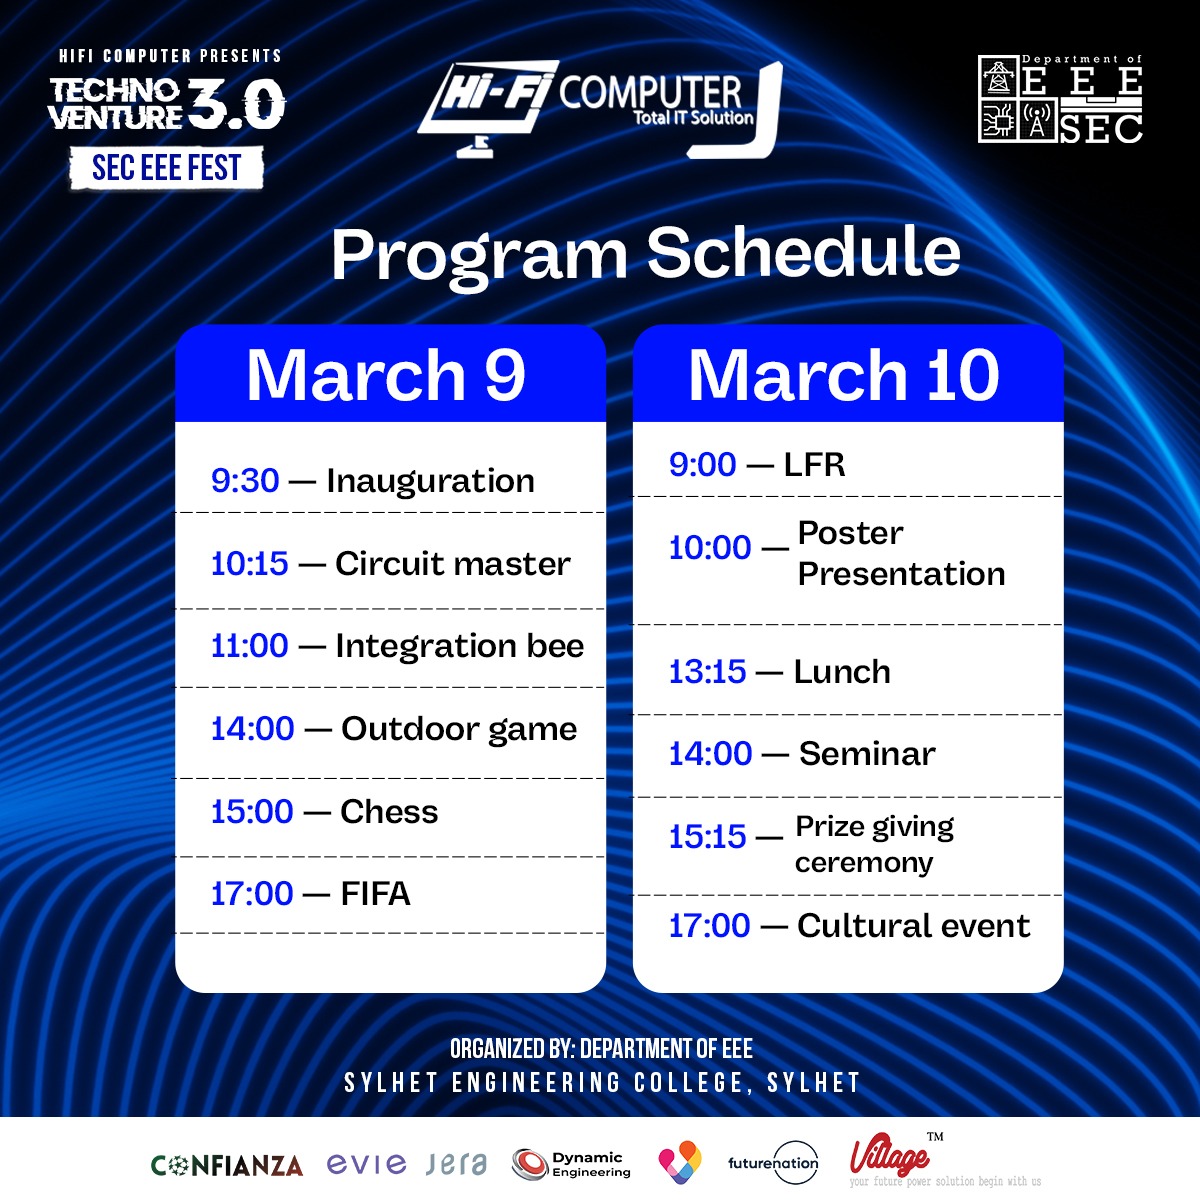 HIFI COMPUTER PRESENTS
TECHNO
VENTURE 3.0
SEC EEE FEST
Hi-Fi COMPUTER
Total IT Solution
Department of
EEE
SEC
Program Schedule
March 9
9:30 — Inauguration
10:15 — Circuit master
11:00 — Integration bee
14:00 — Outdoor game
15:00 — Chess
17:00 — FIFA
March 10
9:00 — LFR
10:00 — Poster
Presentation
13:15 — Lunch
14:00 — Seminar
15:15 — Prize giving
ceremony
17:00 — Cultural event
ORGANIZED BY: DEPARTMENT OF EEE
SYLHET ENGINEERING COLLEGE, SYLHET
CONFIANZA
evie
jera
Dynamic
Engineering
futurenation
Village™
your future power solution begin with us